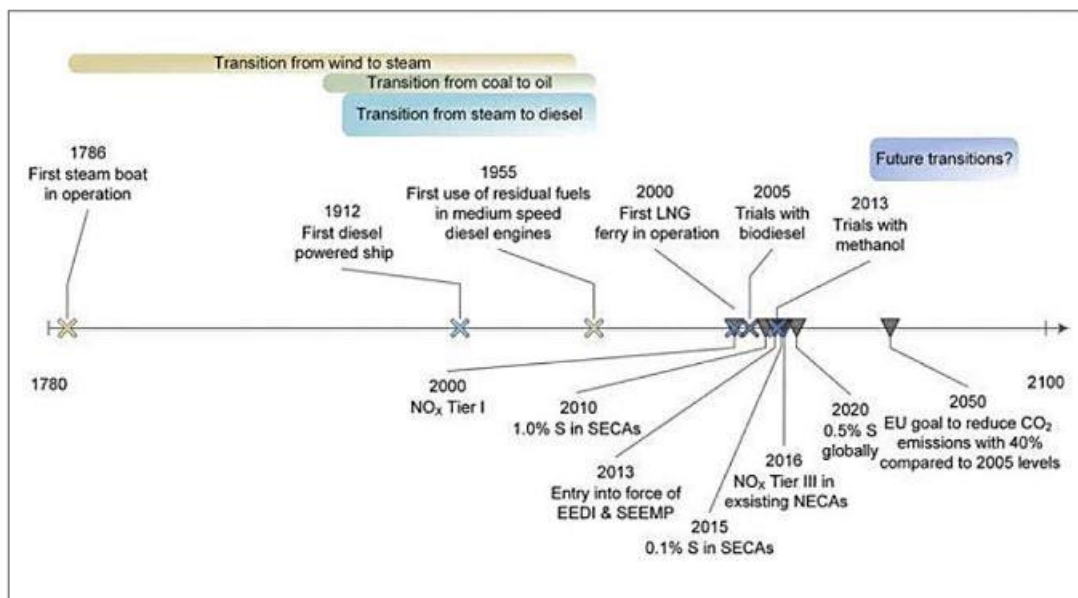 Transition from wind to steam
Transition from coal to oil
Transition from steam to diesel
Future transitions?
1786
First steam boat
in operation
1912
First diesel
powered ship
1955
First use of residual fuels
in medium speed
diesel engines
2000
First LNG
ferry in operation
2005
Trials with
biodiesel
2013
Trials with
methanol
1780
2100
2000
NOₓ Tier I
2010
1.0% S in SECAs
2013
Entry into force of
EEDI & SEEMP
2015
0.1% S in SECAs
2016
NOₓ Tier III in
exsisting NECAs
2020
0.5% S
globally
2050
EU goal to reduce CO₂
emissions with 40%
compared to 2005 levels